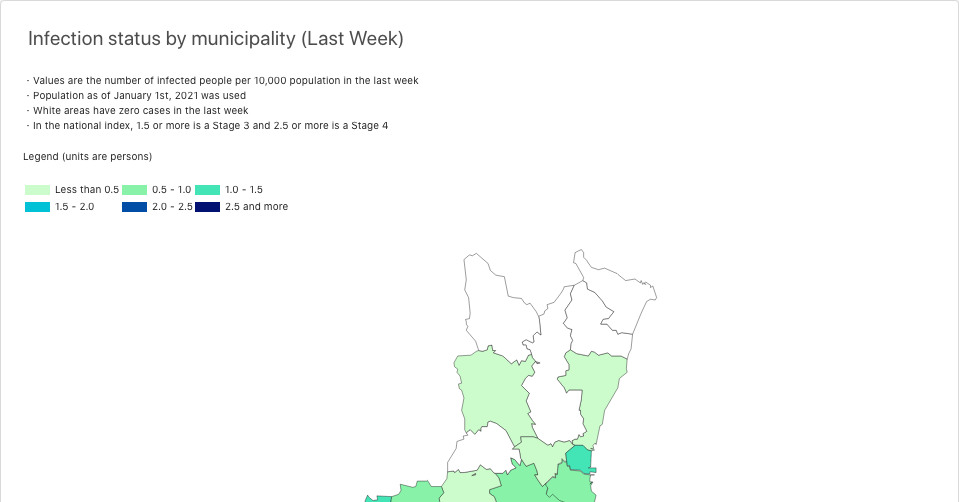 Infection status by municipality (Last Week)
· Values are the number of infected people per 10,000 population in the last week
· Population as of January 1st, 2021 was used
· White areas have zero cases in the last week
· In the national index, 1.5 or more is a Stage 3 and 2.5 or more is a Stage 4
Legend (units are persons)
Less than 0.5 0.5 - 1.0 1.0 - 1.5
1.5 - 2.0 2.0 - 2.5 2.5 and more